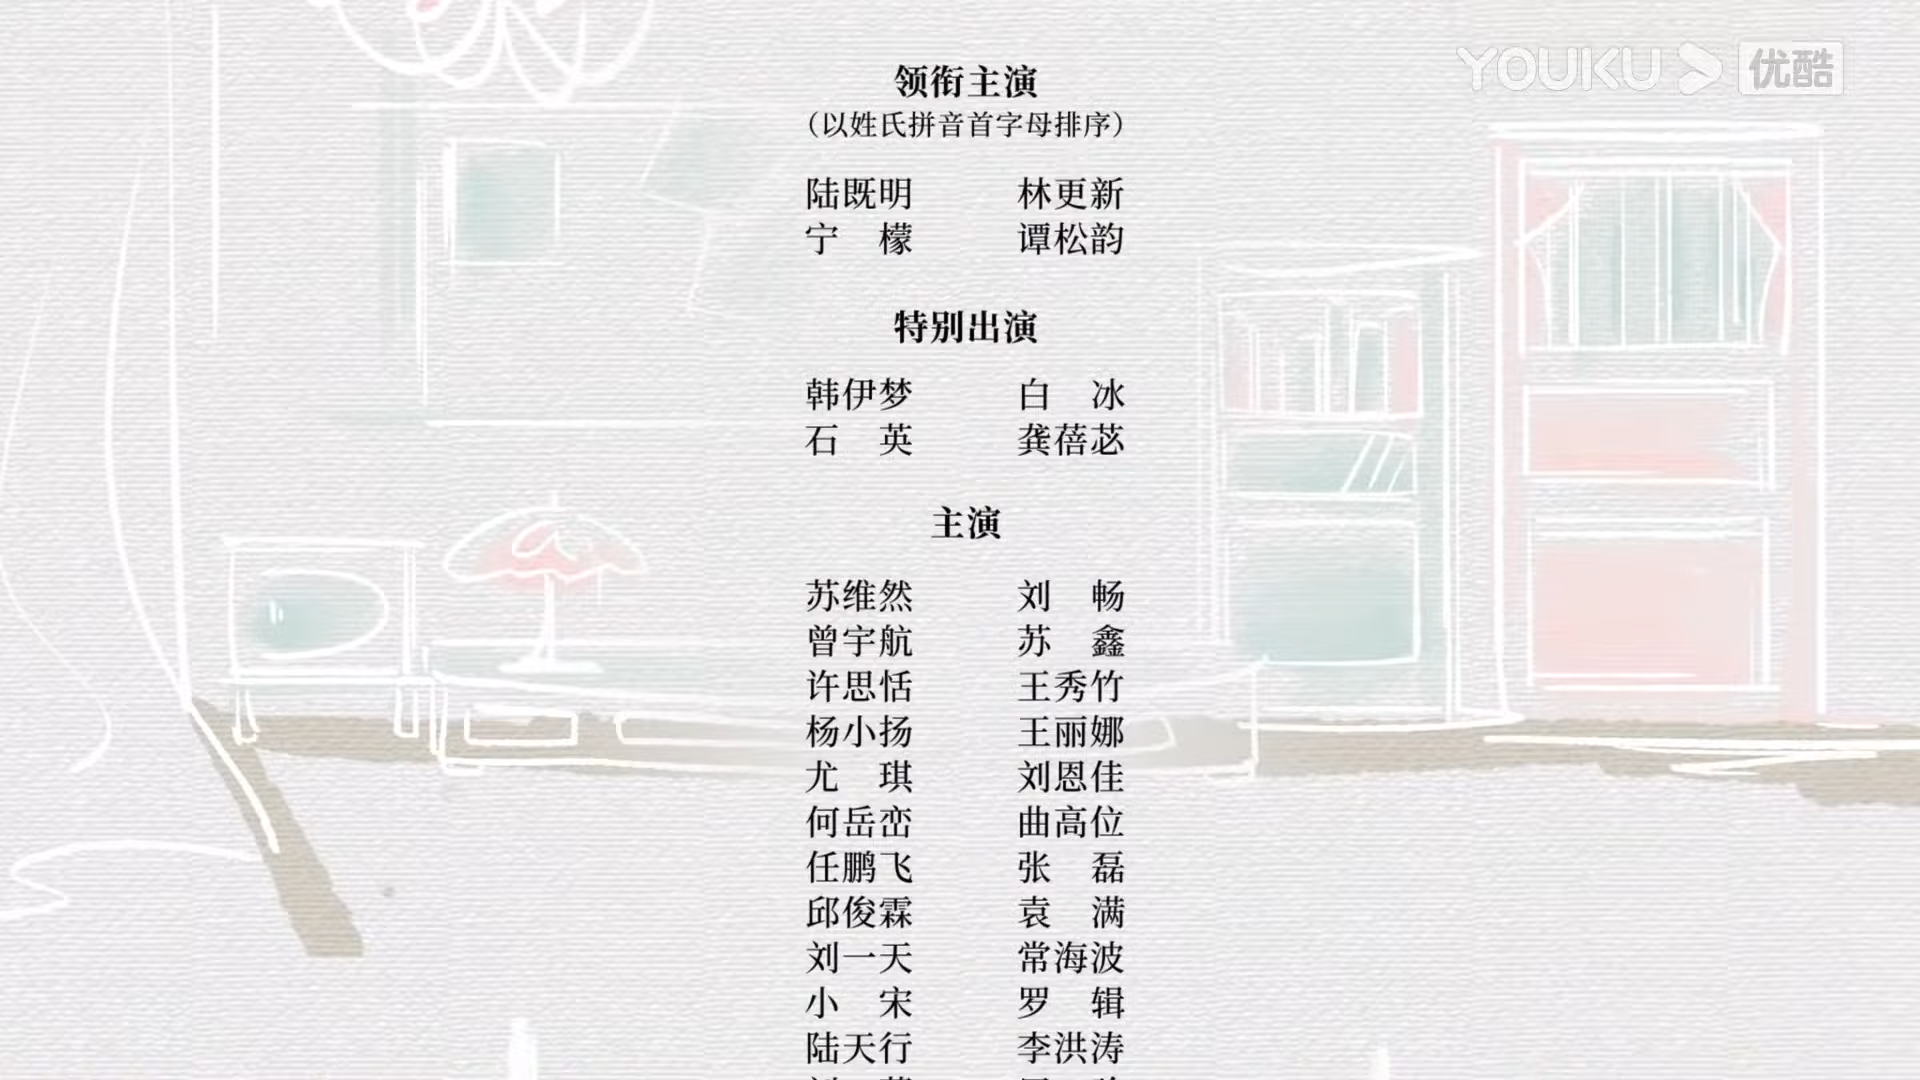 YOUKU 优酷
领衔主演
（以姓氏拼音首字母排序）
陆既明 林更新
宁 檬 谭松韵
特别出演
韩伊梦 白 冰
石 英 龚蓓苾
主演
苏维然 刘 畅
曾宇航 苏 鑫
许思恬 王秀竹
杨小扬 王丽娜
尤 琪 刘恩佳
何岳峦 曲高位
任鹏飞 张 磊
邱俊霖 袁 满
刘一天 常海波
小 宋 罗 辑
陆天行 李洪涛